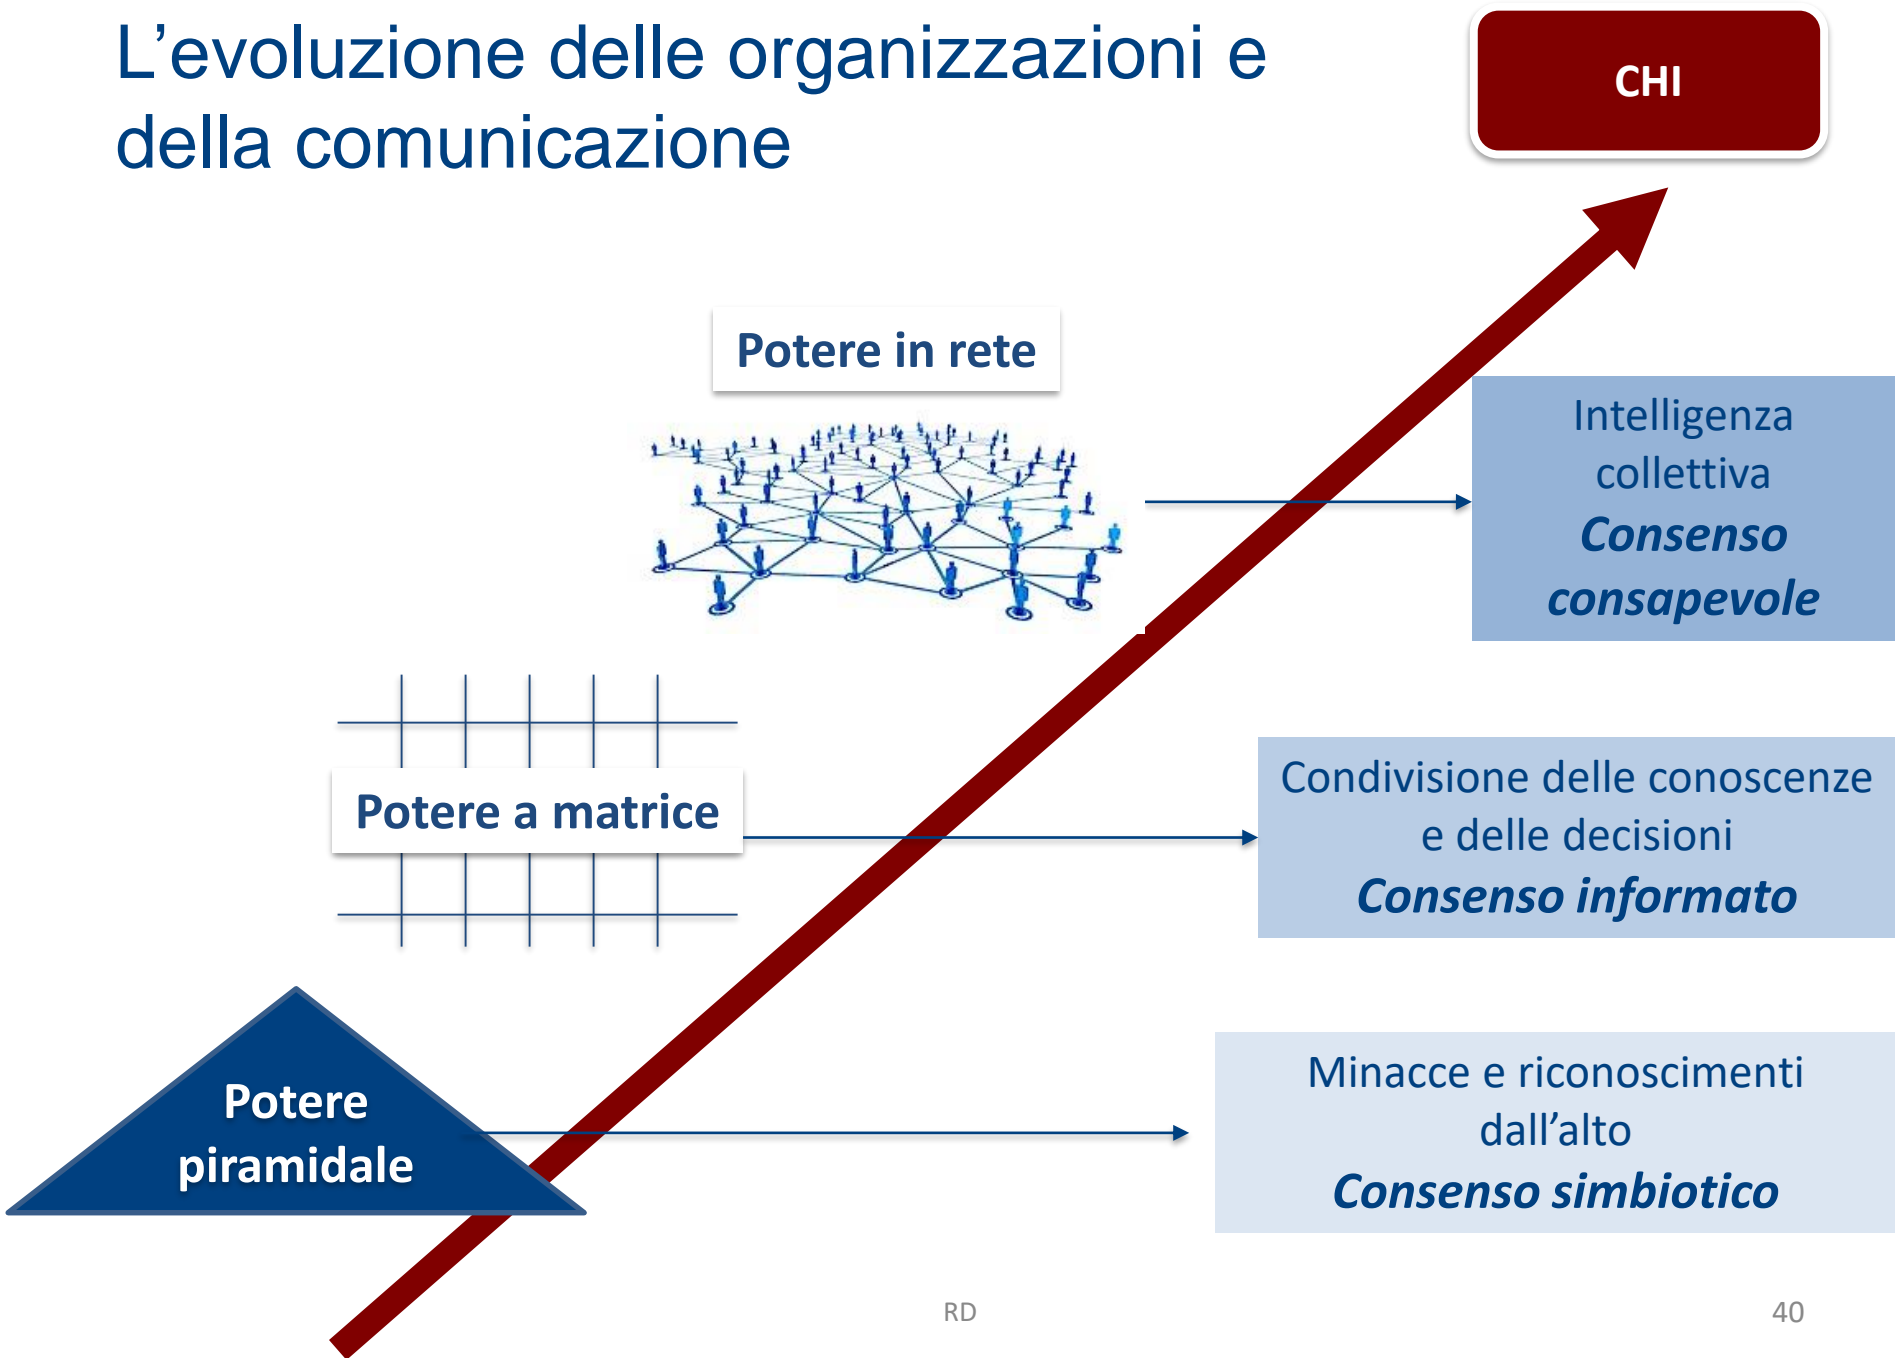 L’evoluzione delle organizzazioni e
della comunicazione
CHI
Potere in rete
Intelligenza
collettiva
Consenso
consapevole
Potere a matrice
Condivisione delle conoscenze
e delle decisioni
Consenso informato
Potere
piramidale
Minacce e riconoscimenti
dall’alto
Consenso simbiotico
RD
40